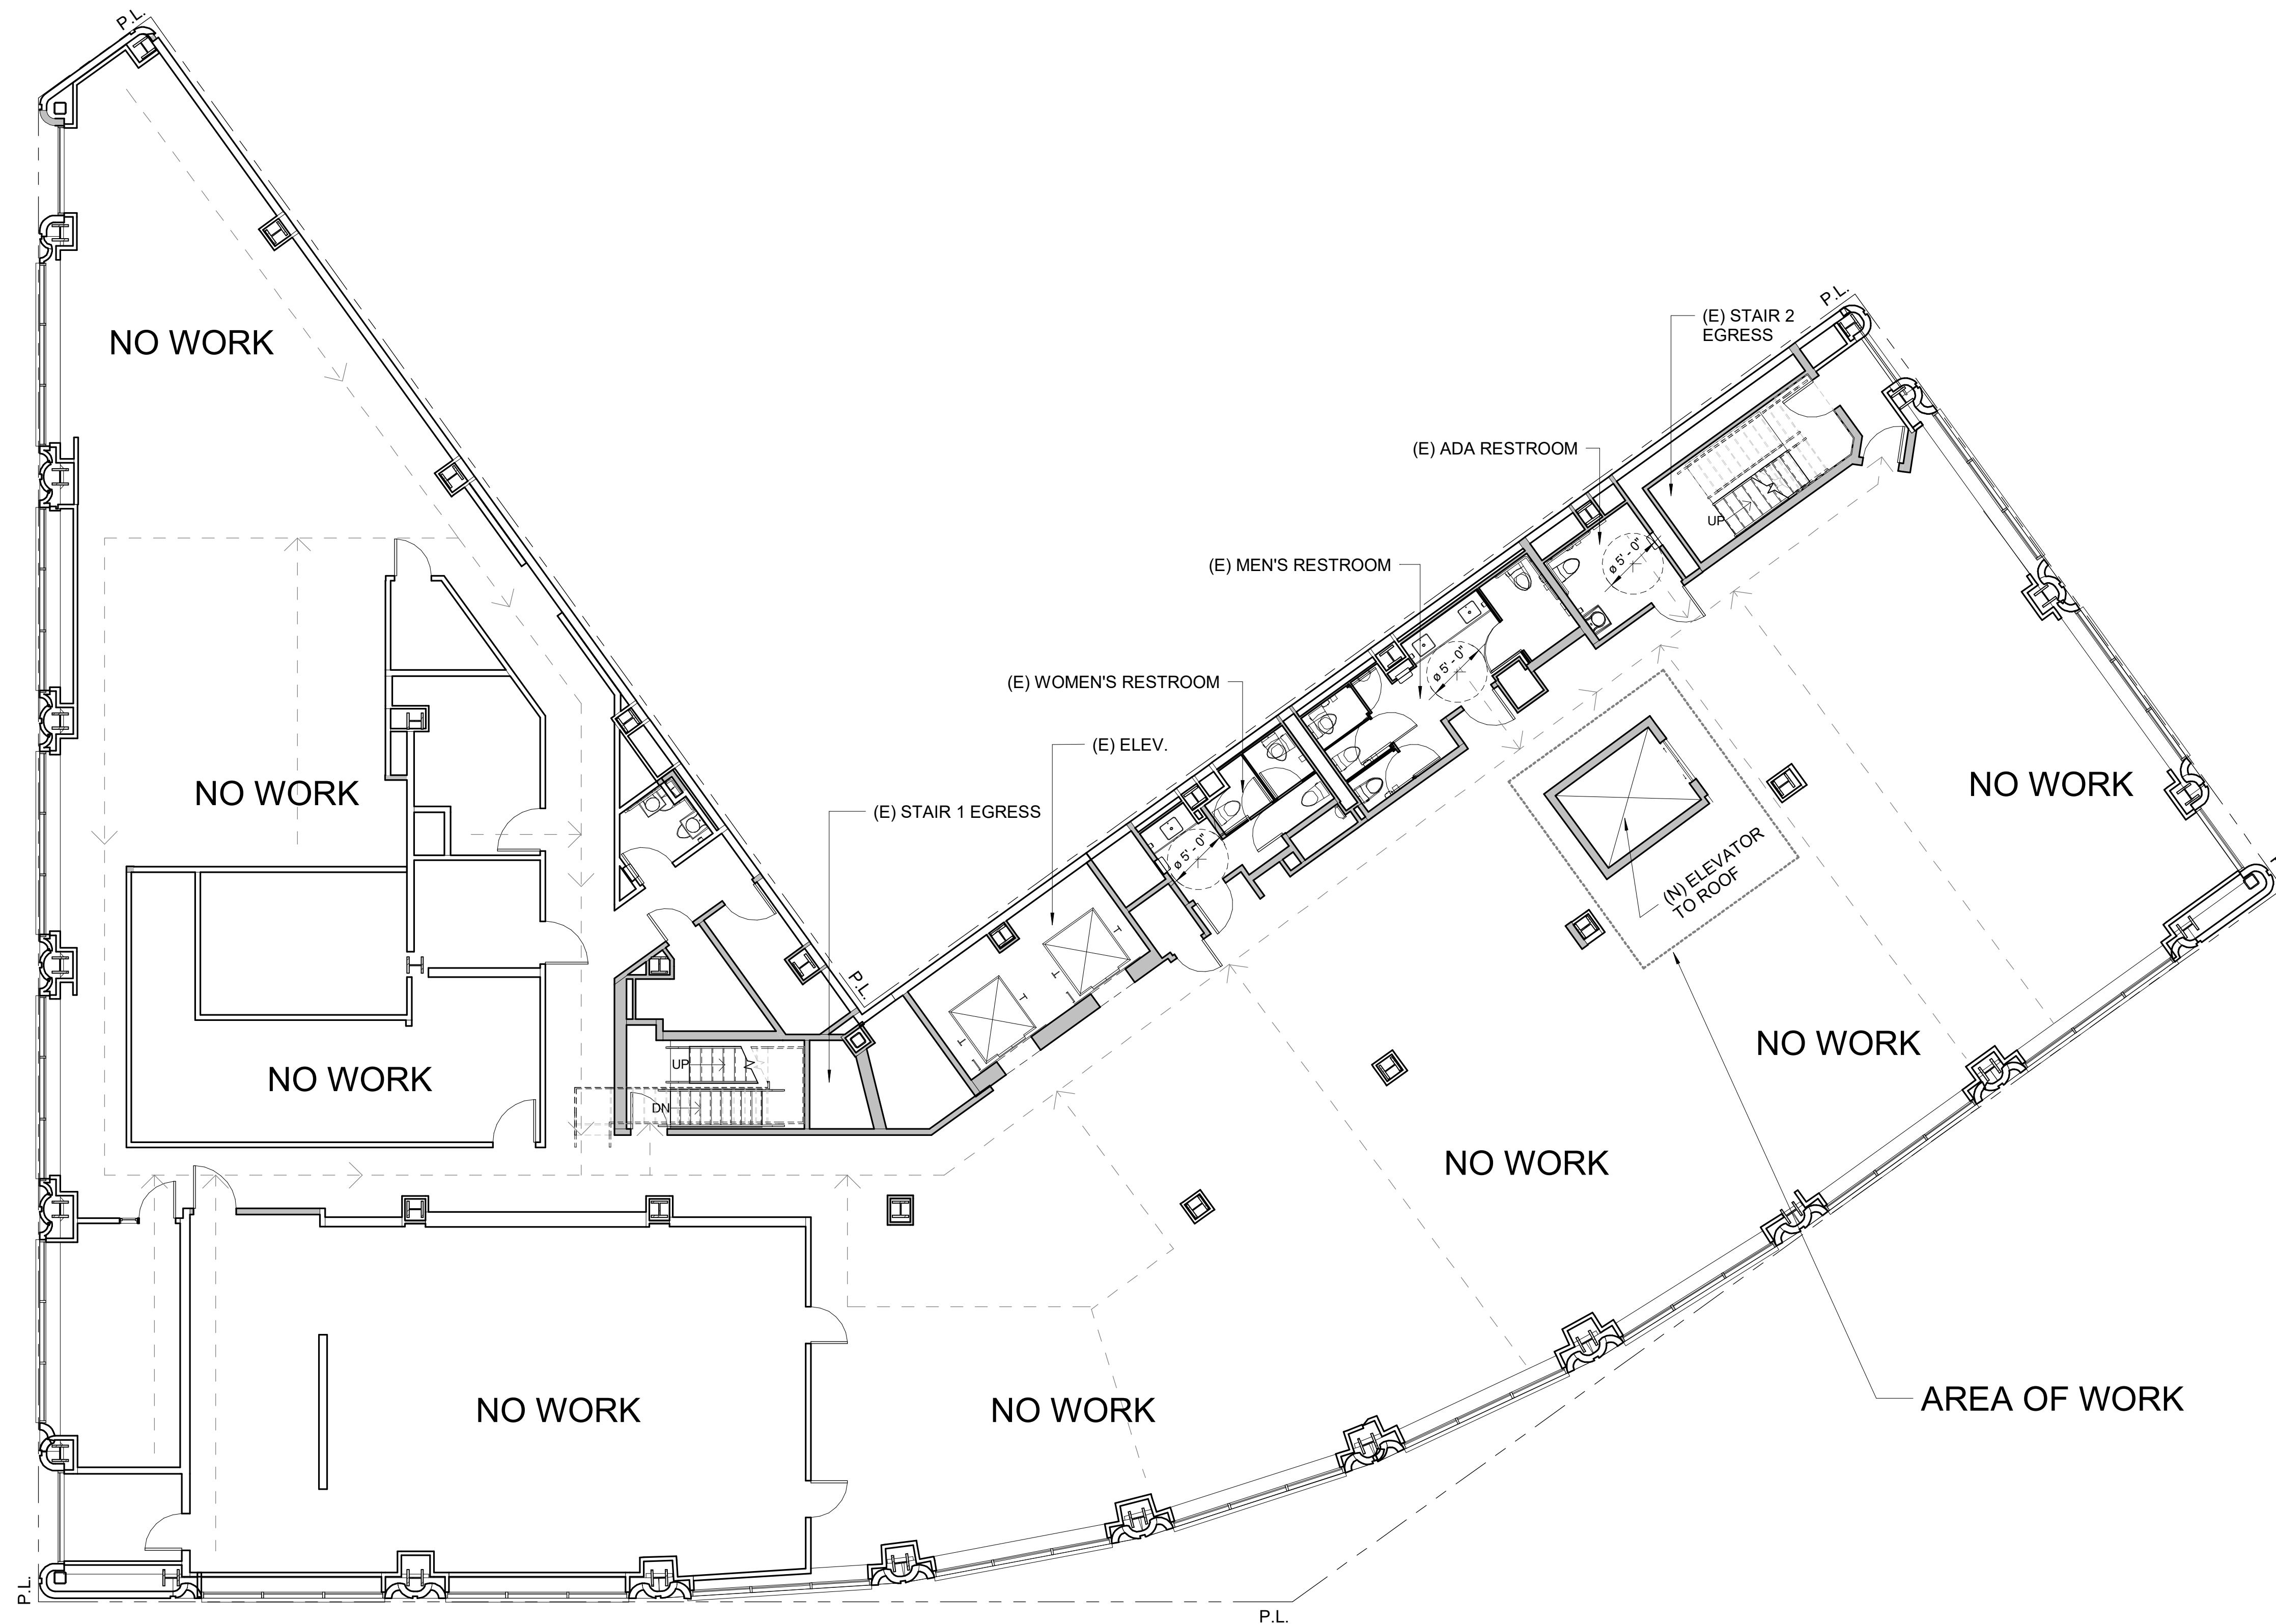 P.L.
P.L.
(E) STAIR 2
EGRESS
NO WORK
(E) ADA RESTROOM
UP
ø 5' - 0"
(E) MEN'S RESTROOM
ø 5' - 0"
(E) WOMEN'S RESTROOM
(E) ELEV.
NO WORK
NO WORK
(E) STAIR 1 EGRESS
ø 5' - 0"
(N) ELEVATOR
TO ROOF
P.L.
NO WORK
UP
NO WORK
DN
NO WORK
AREA OF WORK
NO WORK
NO WORK
P.L.
P.L.